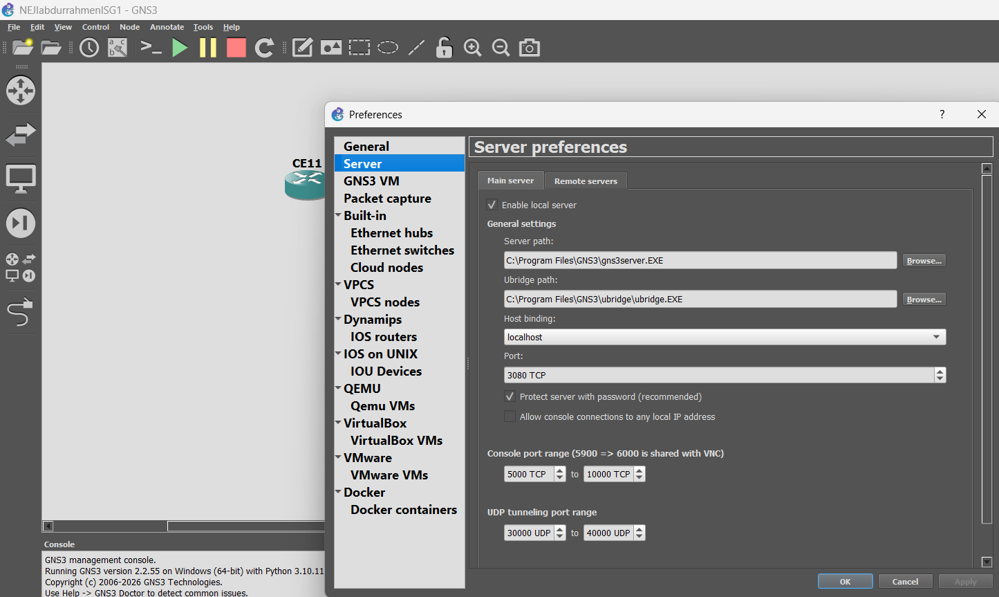 NEJIabdurrahmenISG1 - GNS3
File Edit View Control Node Annotate Tools Help
CE11
Preferences
?
General
Server
GNS3 VM
Packet capture
Built-in
Ethernet hubs
Ethernet switches
Cloud nodes
VPCS
VPCS nodes
Dynamips
IOS routers
IOS on UNIX
IOU Devices
QEMU
Qemu VMs
VirtualBox
VirtualBox VMs
VMware
VMware VMs
Docker
Docker containers
Server preferences
Main server Remote servers
Enable local server
General settings
Server path:
C:\Program Files\GNS3\gns3server.EXE Browse...
Ubridge path:
C:\Program Files\GNS3\ubridge\ubridge.EXE Browse...
Host binding:
localhost
Port:
3080 TCP
Protect server with password (recommended)
Allow console connections to any local IP address
Console port range (5900 => 6000 is shared with VNC)
5000 TCP to 10000 TCP
UDP tunneling port range
30000 UDP to 40000 UDP
OK Cancel Apply
Console
GNS3 management console.
Running GNS3 version 2.2.55 on Windows (64-bit) with Python 3.10.11
Copyright (c) 2006-2026 GNS3 Technologies.
Use Help -> GNS3 Doctor to detect common issues.